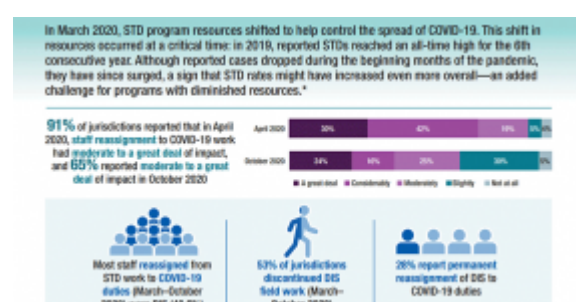 In March 2020, STD program resources shifted to help control the spread of COVID-19. This shift in
resources occurred at a critical time: in 2019, reported STDs reached an all-time high for the 6th
consecutive year. Although reported cases dropped during the beginning months of the pandemic,
they have since surged, a sign that STD rates might have increased even more overall—an added
challenge for programs with diminished resources.*
91% of jurisdictions reported that in April
2020, staff reassignment to COVID-19 work
had moderate to a great deal of impact,
and 65% reported moderate to a great
deal of impact in October 2020
April 2020 30% 42% 19%
October 2020 24% 16% 25% 30%
A great deal Considerably Moderately Slightly Not at all
Most staff reassigned from
STD work to COVID-19
duties (March–October
53% of jurisdictions
discontinued DIS
field work (March–
October 2020)
28% report permanent
reassignment of DIS to
COVID-19 duties